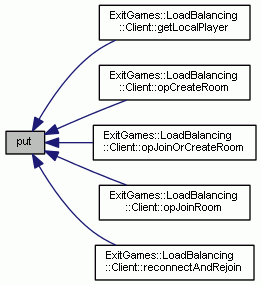 ExitGames::LoadBalancing
::Client::getLocalPlayer
ExitGames::LoadBalancing
::Client::opCreateRoom
put
ExitGames::LoadBalancing
::Client::opJoinOrCreateRoom
ExitGames::LoadBalancing
::Client::opJoinRoom
ExitGames::LoadBalancing
::Client::reconnectAndRejoin